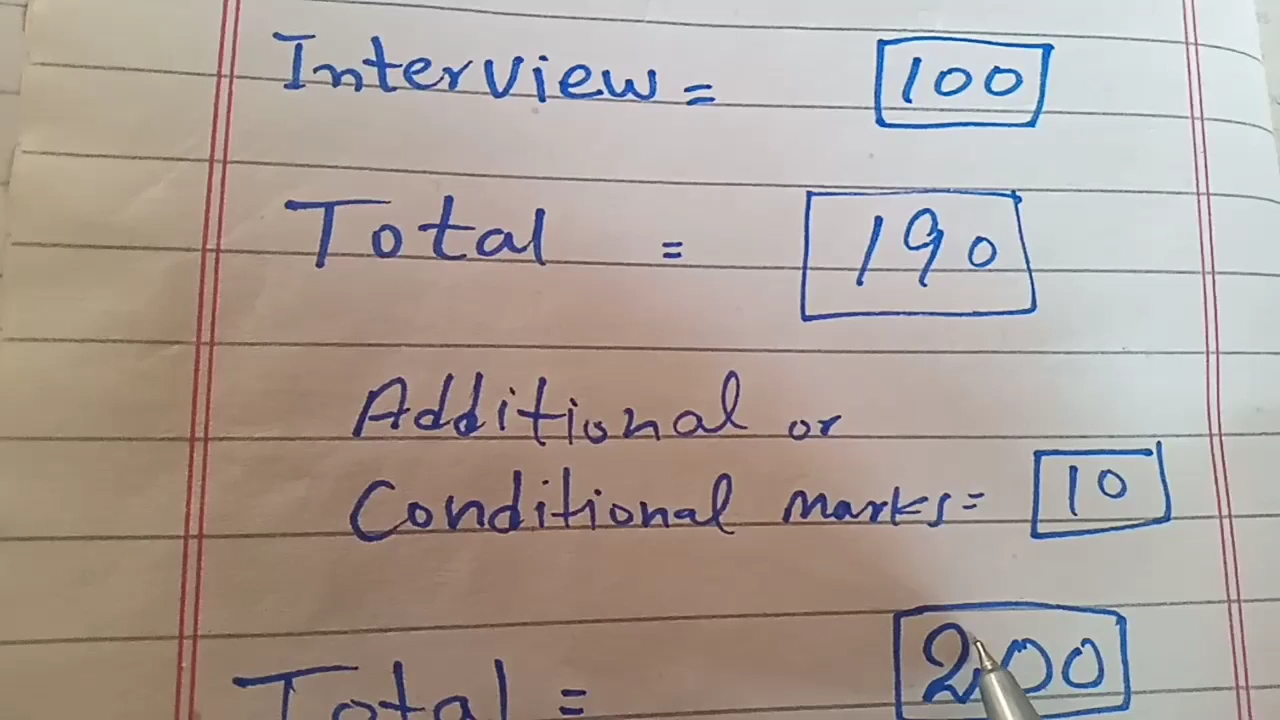 Interview = 100
Total = 190
Additional or
Conditional marks = 10
Total = 200